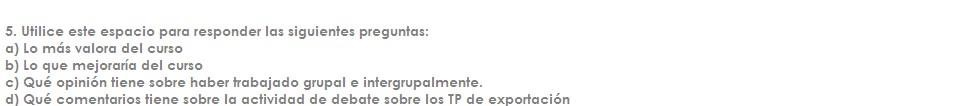 5. Utilice este espacio para responder las siguientes preguntas:
a) Lo más valora del curso
b) Lo que mejoraría del curso
c) Qué opinión tiene sobre haber trabajado grupal e intergrupalmente.
d) Qué comentarios tiene sobre la actividad de debate sobre los TP de exportación